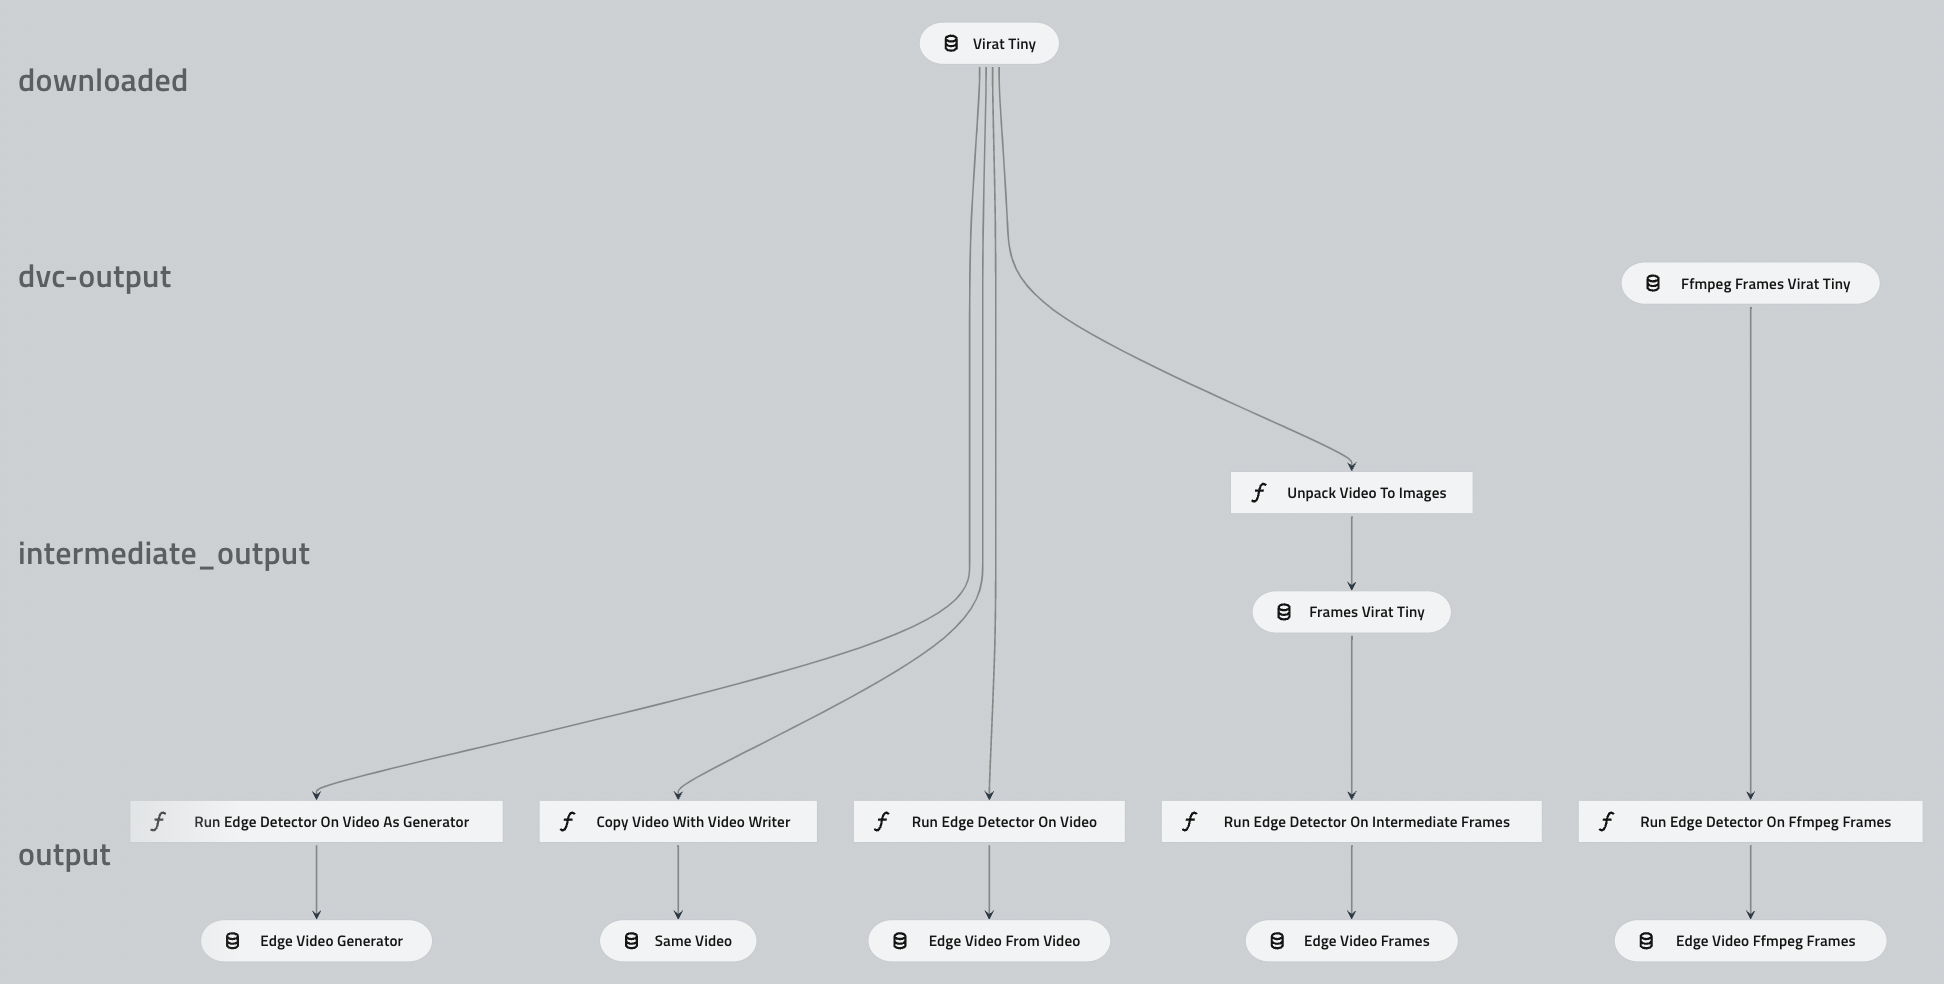 Virat Tiny
downloaded
dvc-output
Ffmpeg Frames Virat Tiny
Unpack Video To Images
intermediate_output
Frames Virat Tiny
Run Edge Detector On Video As Generator
Copy Video With Video Writer
Run Edge Detector On Video
Run Edge Detector On Intermediate Frames
Run Edge Detector On Ffmpeg Frames
output
Edge Video Generator
Same Video
Edge Video From Video
Edge Video Frames
Edge Video Ffmpeg Frames